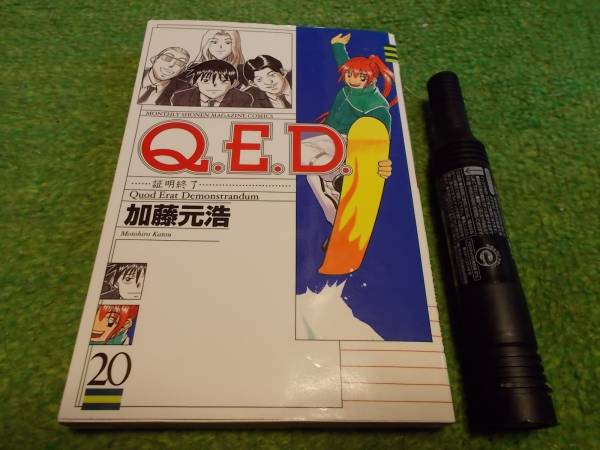 MONTHLY SHONEN MAGAZINE COMICS
Q.E.D.
……証明終了……………………
Quod Erat Demonstrandum
加藤元浩
Motohiro Katou
20